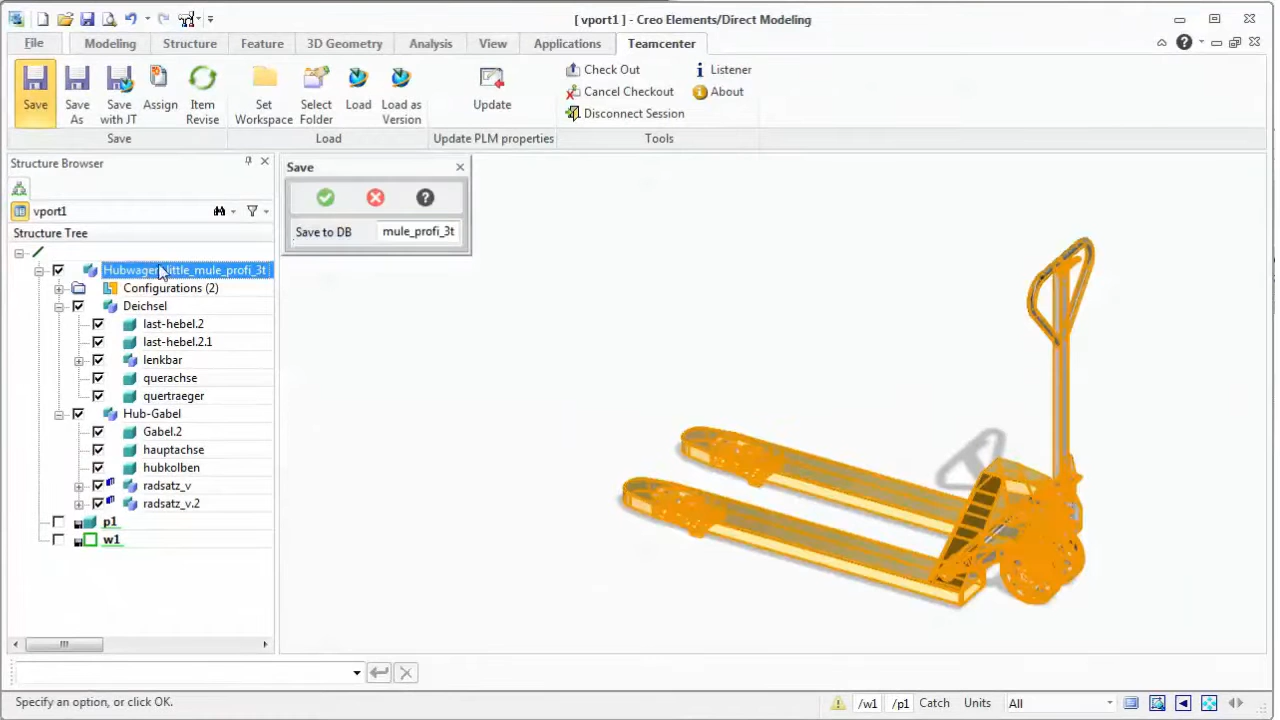 [ vport1 ] - Creo Elements/Direct Modeling
File Modeling Structure Feature 3D Geometry Analysis View Applications Teamcenter
Save
Save As
Save with JT
Assign
Item Revise
Set Workspace
Select Folder
Load
Load as Version
Update
Check Out
Cancel Checkout
Disconnect Session
Listener
About
Save Load Update PLM properties Tools
Structure Browser
vport1
Structure Tree
Hubwagen_little_mule_profi_3t
Configurations (2)
Deichsel
last-hebel.2
last-hebel.2.1
lenkbar
querachse
quertraeger
Hub-Gabel
Gabel.2
hauptachse
hubkolben
radsatz_v
radsatz_v.2
p1
w1
Save
Save to DB mule_profi_3t
Specify an option, or click OK.
/w1 /p1 Catch Units All